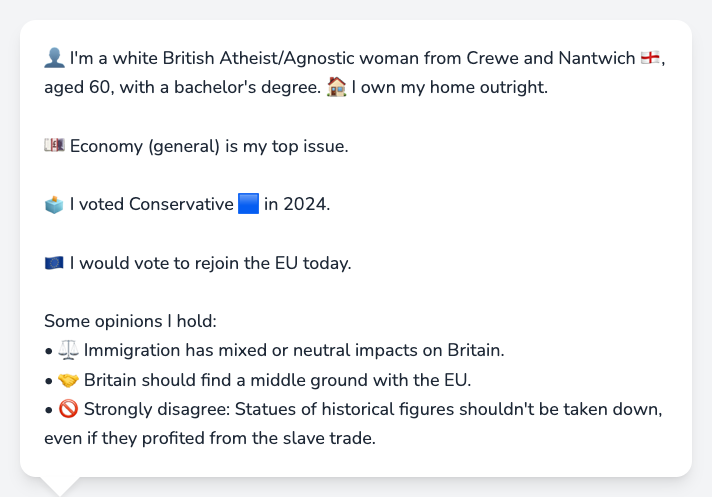 👤 I'm a white British Atheist/Agnostic woman from Crewe and Nantwich 🏴󠁧󠁢󠁥󠁮󠁧󠁿,
aged 60, with a bachelor's degree. 🏠 I own my home outright.
💷 Economy (general) is my top issue.
🗳️ I voted Conservative 🟦 in 2024.
🇪🇺 I would vote to rejoin the EU today.
Some opinions I hold:
• ⚖️ Immigration has mixed or neutral impacts on Britain.
• 🤝 Britain should find a middle ground with the EU.
• 🚫 Strongly disagree: Statues of historical figures shouldn't be taken down,
even if they profited from the slave trade.